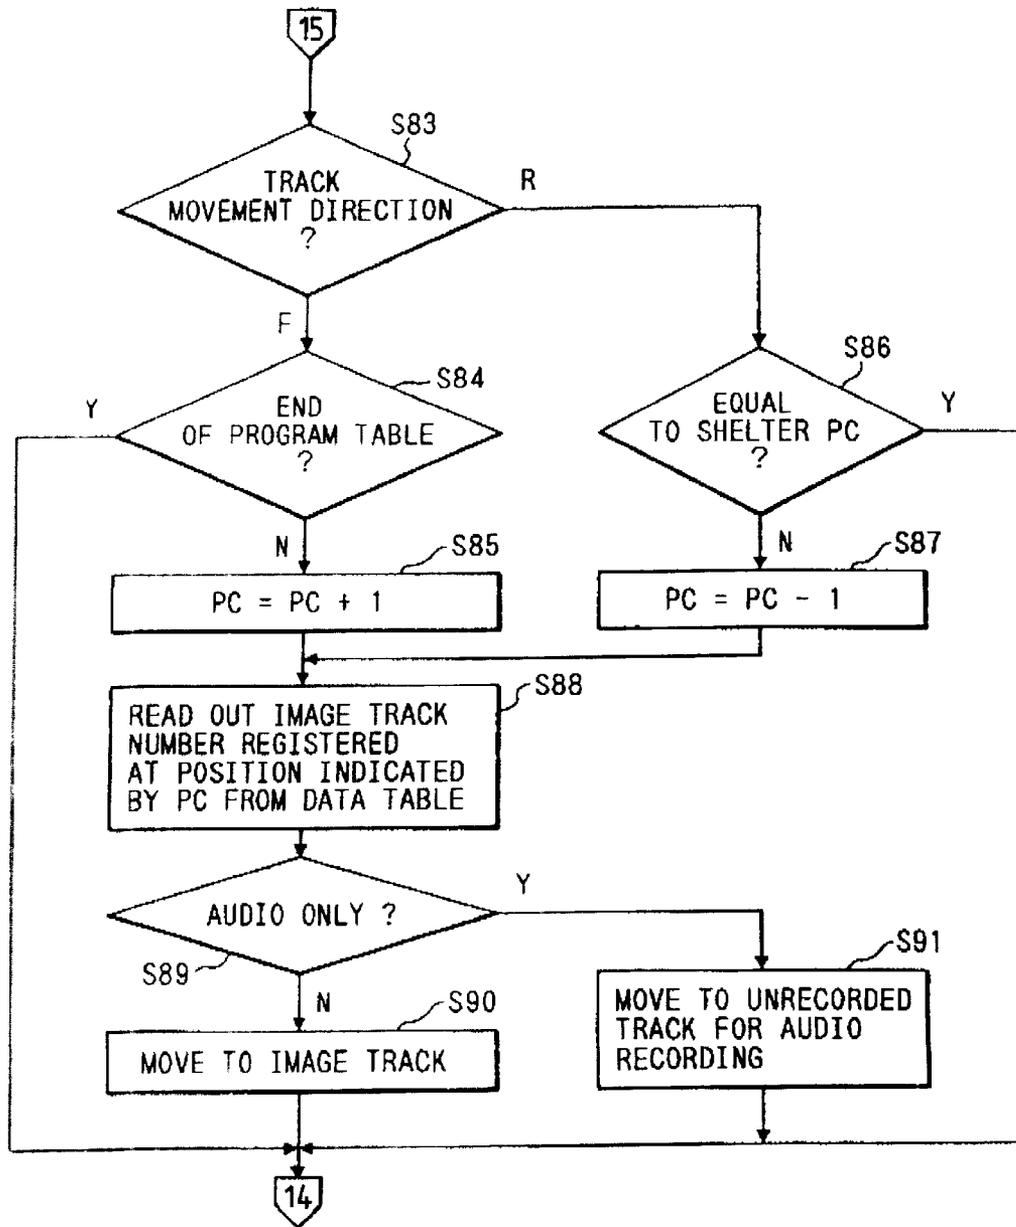 15
S83
TRACK
MOVEMENT DIRECTION
?
R
F
S84
END
OF PROGRAM TABLE
?
Y
S86
EQUAL
TO SHELTER PC
?
Y
N
S85
PC = PC + 1
N
S87
PC = PC - 1
S88
READ OUT IMAGE TRACK
NUMBER REGISTERED
AT POSITION INDICATED
BY PC FROM DATA TABLE
AUDIO ONLY ?
Y
S89
N
S90
MOVE TO IMAGE TRACK
S91
MOVE TO UNRECORDED
TRACK FOR AUDIO
RECORDING
14